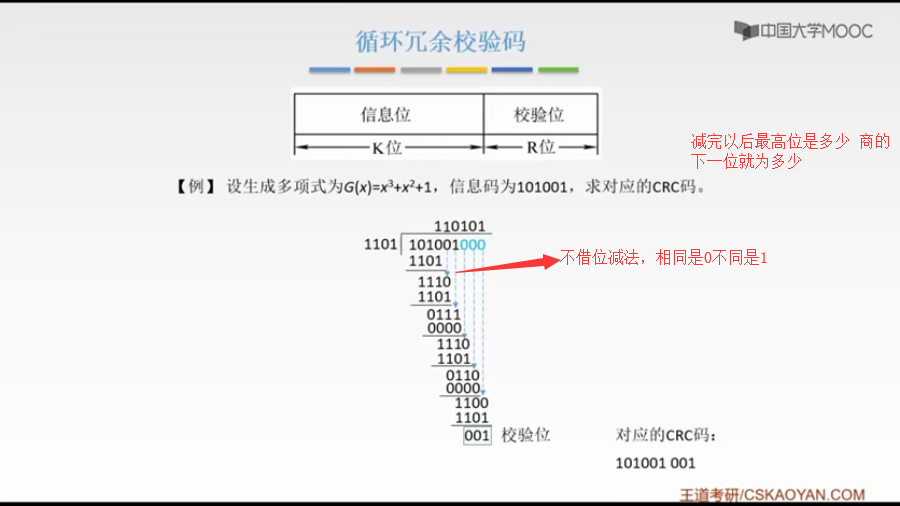 循环冗余校验码
中国大学MOOC
信息位
校验位
K位
R位
减完以后最高位是多少 商的
下一位就为多少
【例】 设生成多项式为G(x)=x³+x²+1，信息码为101001，求对应的CRC码。
110101
1101
101001000
1101
不借位减法，相同是0不同是1
1110
1101
0111
0000
1110
1101
0110
0000
1100
1101
001 校验位
对应的CRC码：
101001 001
王道考研/CSKAOYAN.COM